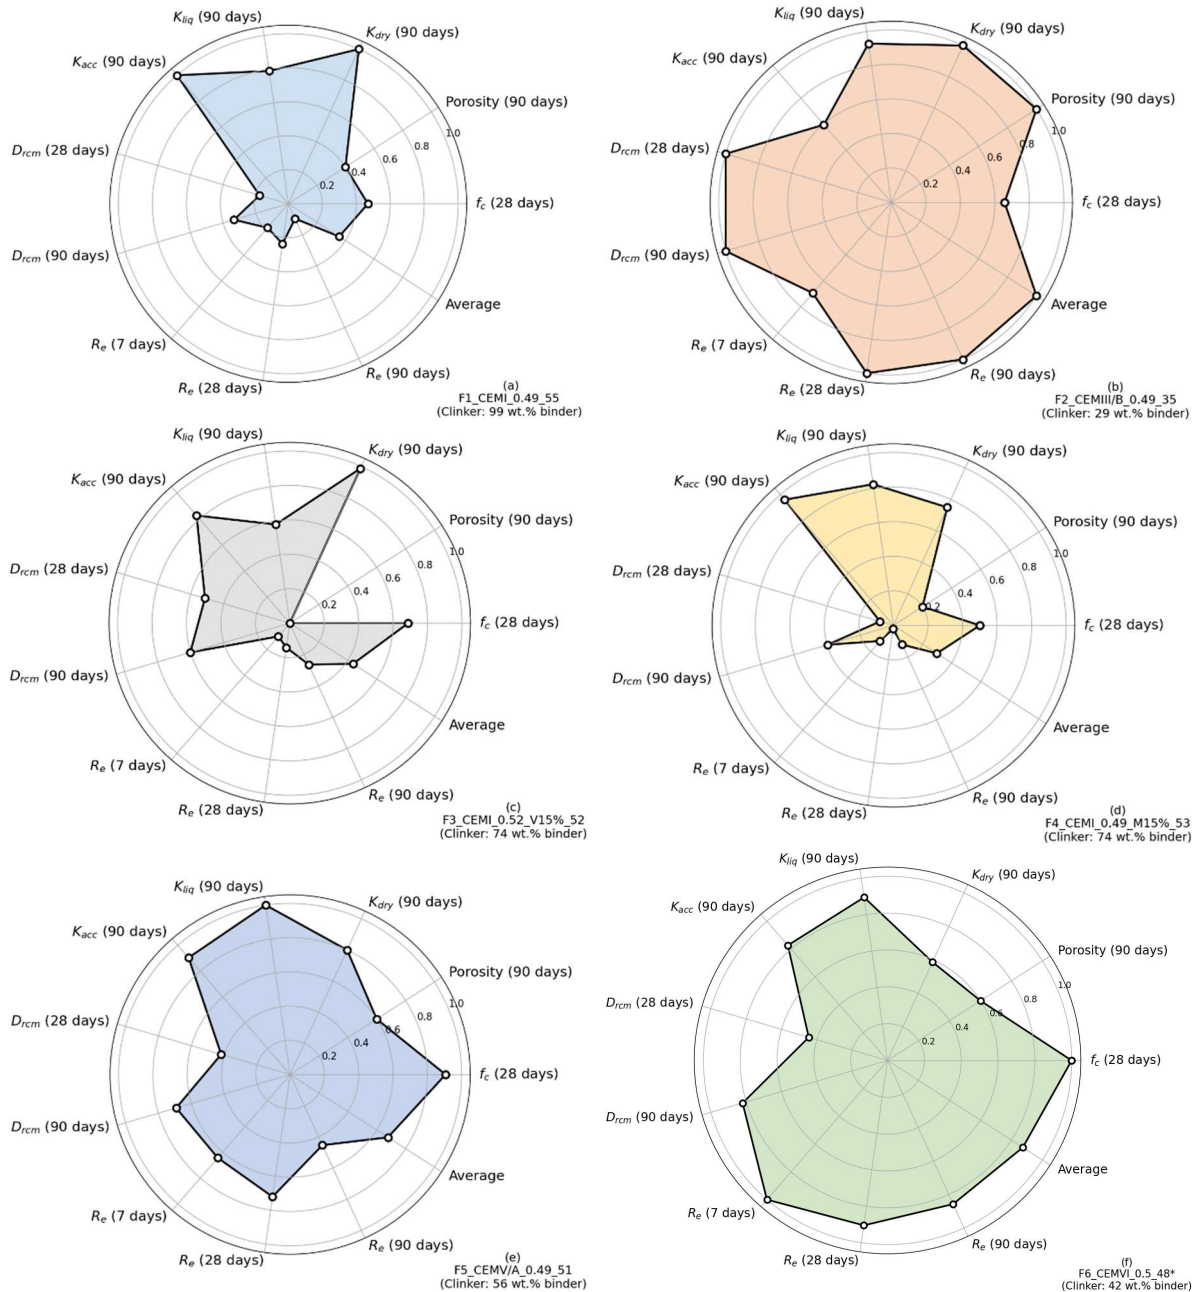 K_liq (90 days)
K_dry (90 days)
K_acc (90 days)
Porosity (90 days)
1.0
0.8
D_rcm (28 days)
0.6
0.4
0.2
f_c (28 days)
D_rcm (90 days)
Average
R_e (7 days)
R_e (90 days)
R_e (28 days)
(a)
F1_CEMI_0.49_55
(Clinker: 99 wt.% binder)
K_liq (90 days)
K_dry (90 days)
K_acc (90 days)
Porosity (90 days)
1.0
0.8
D_rcm (28 days)
0.6
0.4
0.2
f_c (28 days)
D_rcm (90 days)
Average
R_e (7 days)
R_e (90 days)
R_e (28 days)
(b)
F2_CEMIII/B_0.49_35
(Clinker: 29 wt.% binder)
K_liq (90 days)
K_dry (90 days)
K_acc (90 days)
Porosity (90 days)
1.0
0.8
D_rcm (28 days)
0.6
0.4
0.2
f_c (28 days)
D_rcm (90 days)
Average
R_e (7 days)
R_e (90 days)
R_e (28 days)
(c)
F3_CEMI_0.52_V15%_52
(Clinker: 74 wt.% binder)
K_liq (90 days)
K_dry (90 days)
K_acc (90 days)
Porosity (90 days)
1.0
0.8
D_rcm (28 days)
0.6
0.4
0.2
f_c (28 days)
D_rcm (90 days)
Average
R_e (7 days)
R_e (90 days)
R_e (28 days)
(d)
F4_CEMI_0.49_M15%_53
(Clinker: 74 wt.% binder)
K_liq (90 days)
K_dry (90 days)
K_acc (90 days)
Porosity (90 days)
1.0
0.8
D_rcm (28 days)
0.6
0.4
0.2
f_c (28 days)
D_rcm (90 days)
Average
R_e (7 days)
R_e (90 days)
R_e (28 days)
(e)
F5_CEMV/A_0.49_51
(Clinker: 56 wt.% binder)
K_liq (90 days)
K_dry (90 days)
K_acc (90 days)
Porosity (90 days)
1.0
0.8
D_rcm (28 days)
0.6
0.4
0.2
f_c (28 days)
D_rcm (90 days)
Average
R_e (7 days)
R_e (90 days)
R_e (28 days)
(f)
F6_CEMVI_0.5_48*
(Clinker: 42 wt.% binder)